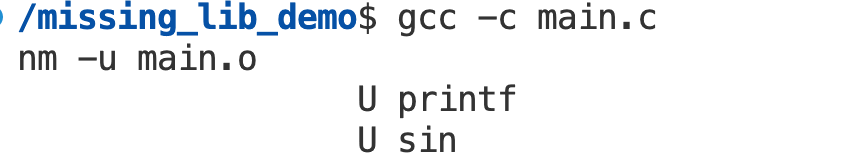 /missing_lib_demo$ gcc -c main.c
nm -u main.o
U printf
U sin